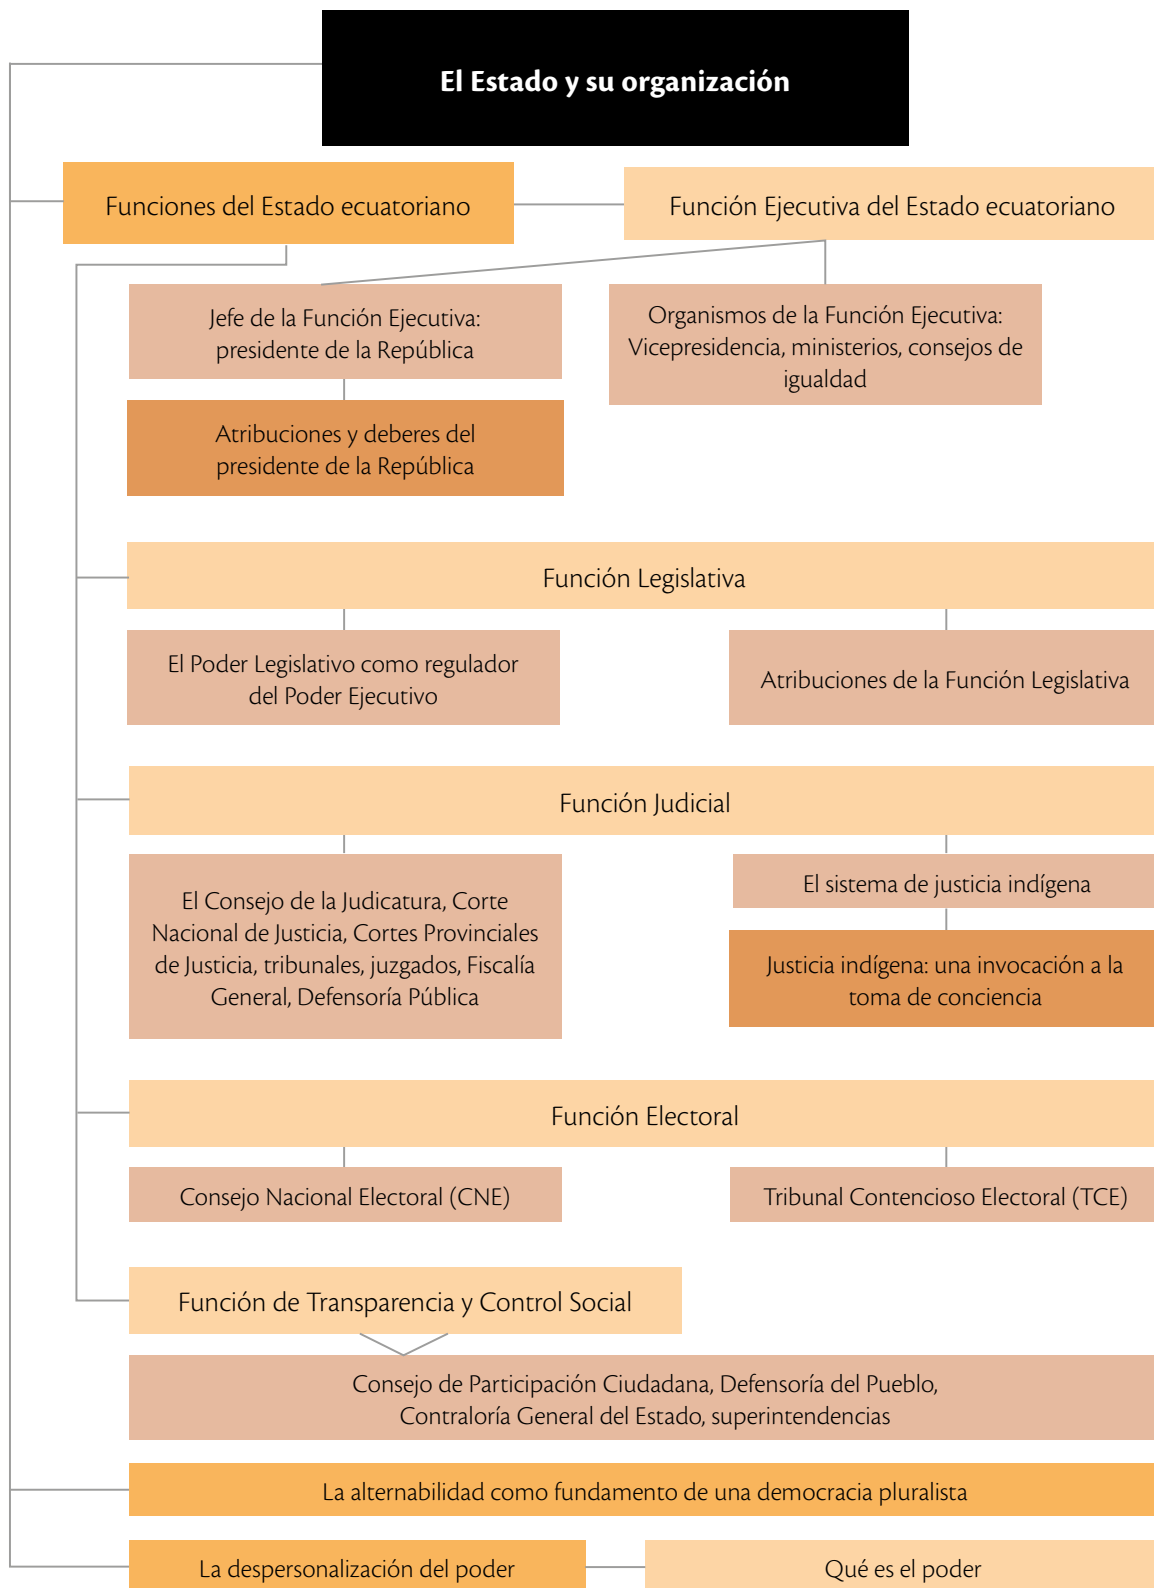 El Estado y su organización
Funciones del Estado ecuatoriano
Función Ejecutiva del Estado ecuatoriano
Jefe de la Función Ejecutiva:
presidente de la República
Organismos de la Función Ejecutiva:
Vicepresidencia, ministerios, consejos de
igualdad
Atribuciones y deberes del
presidente de la República
Función Legislativa
El Poder Legislativo como regulador
del Poder Ejecutivo
Atribuciones de la Función Legislativa
Función Judicial
El Consejo de la Judicatura, Corte
Nacional de Justicia, Cortes Provinciales
de Justicia, tribunales, juzgados, Fiscalía
General, Defensoría Pública
El sistema de justicia indígena
Justicia indígena: una invocación a la
toma de conciencia
Función Electoral
Consejo Nacional Electoral (CNE)
Tribunal Contencioso Electoral (TCE)
Función de Transparencia y Control Social
Consejo de Participación Ciudadana, Defensoría del Pueblo,
Contraloría General del Estado, superintendencias
La alternabilidad como fundamento de una democracia pluralista
La despersonalización del poder
Qué es el poder